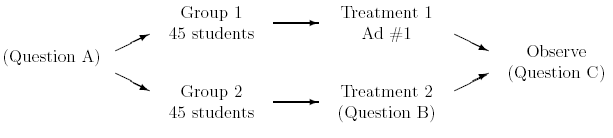 (Question A)
Group 1
45 students
Treatment 1
Ad #1
Group 2
45 students
Treatment 2
(Question B)
Observe
(Question C)